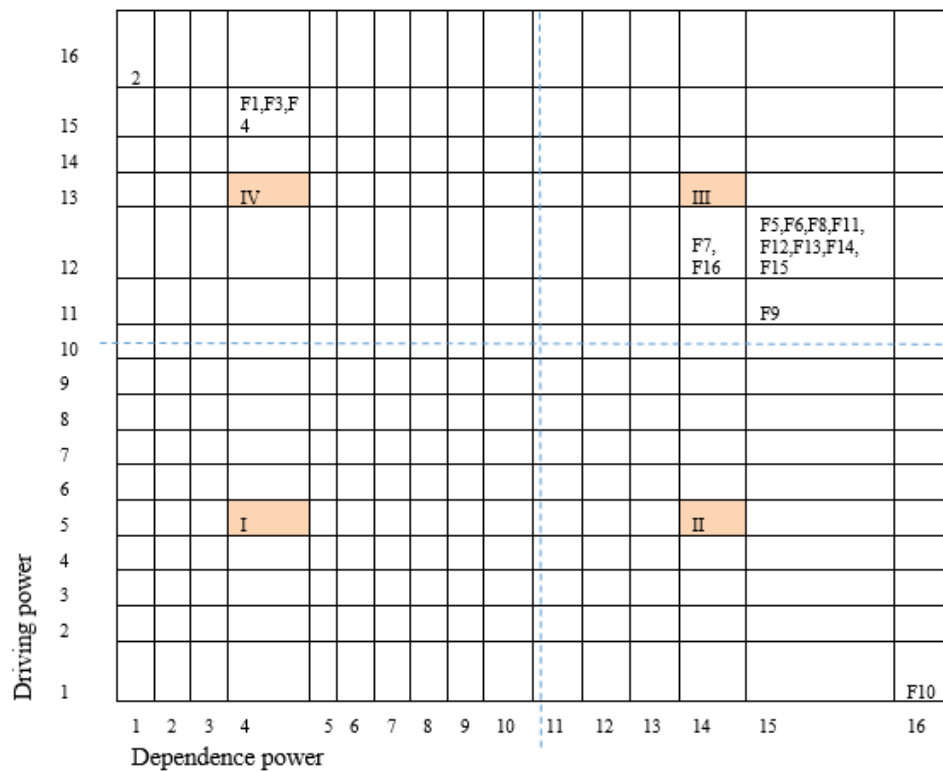 16
2
F1,F3,F
4
15
14
13
IV
III
F5,F6,F8,F11,
F12,F13,F14,
F15
F7,
F16
12
11
F9
10
9
8
7
6
5
I
II
4
3
2
1
F10
Driving power
1 2 3 4 5 6 7 8 9 10 11 12 13 14 15 16
Dependence power